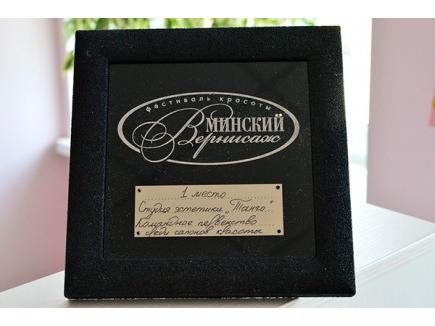 фестиваль красоты
МИНСКИЙ
Вернисаж
1 место
Студия эстетики „Танго"
Командное первенство
среди салонов красоты